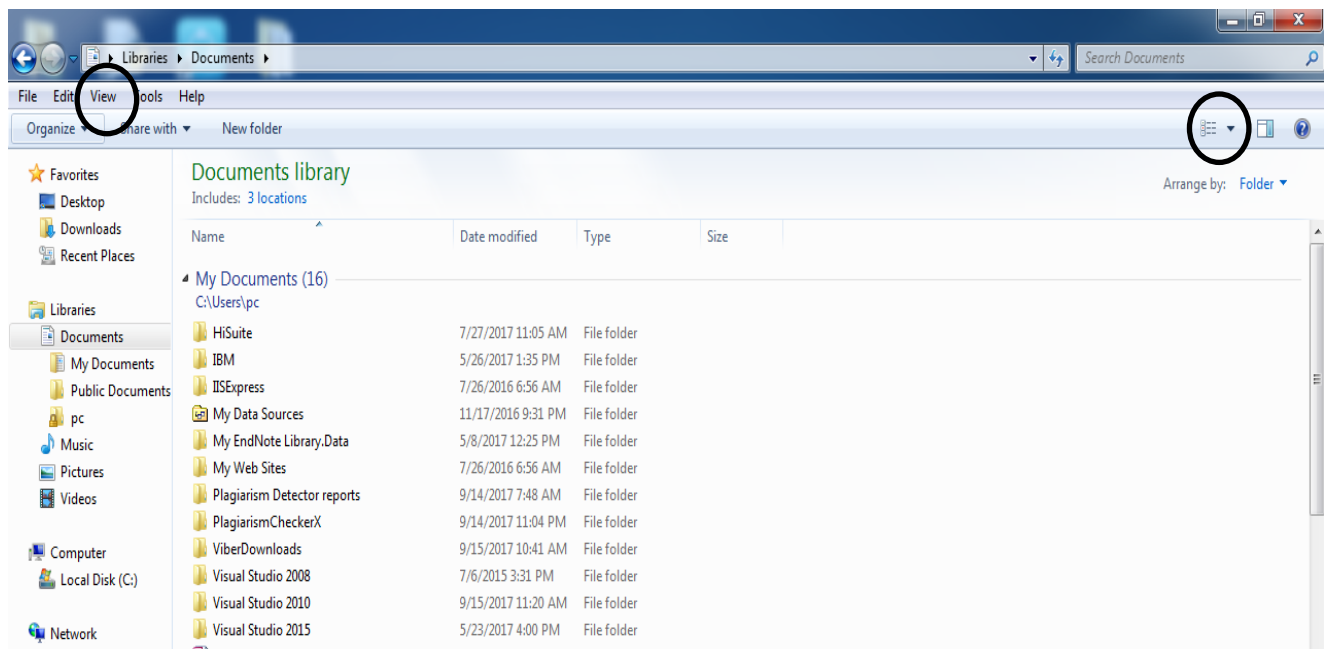 Libraries Documents
Search Documents
File Edit View Tools Help
Organize Share with New folder
Favorites
Desktop
Downloads
Recent Places
Libraries
Documents
My Documents
Public Documents
pc
Music
Pictures
Videos
Computer
Local Disk (C:)
Network
Documents library
Includes: 3 locations
Arrange by: Folder
Name Date modified Type Size
My Documents (16)
C:\Users\pc
HiSuite 7/27/2017 11:05 AM File folder
IBM 5/26/2017 1:35 PM File folder
IISExpress 7/26/2016 6:56 AM File folder
My Data Sources 11/17/2016 9:31 PM File folder
My EndNote Library.Data 5/8/2017 12:25 PM File folder
My Web Sites 7/26/2016 6:56 AM File folder
Plagiarism Detector reports 9/14/2017 7:48 AM File folder
PlagiarismCheckerX 9/14/2017 11:04 PM File folder
ViberDownloads 9/15/2017 10:41 AM File folder
Visual Studio 2008 7/6/2015 3:31 PM File folder
Visual Studio 2010 9/15/2017 11:20 AM File folder
Visual Studio 2015 5/23/2017 4:00 PM File folder